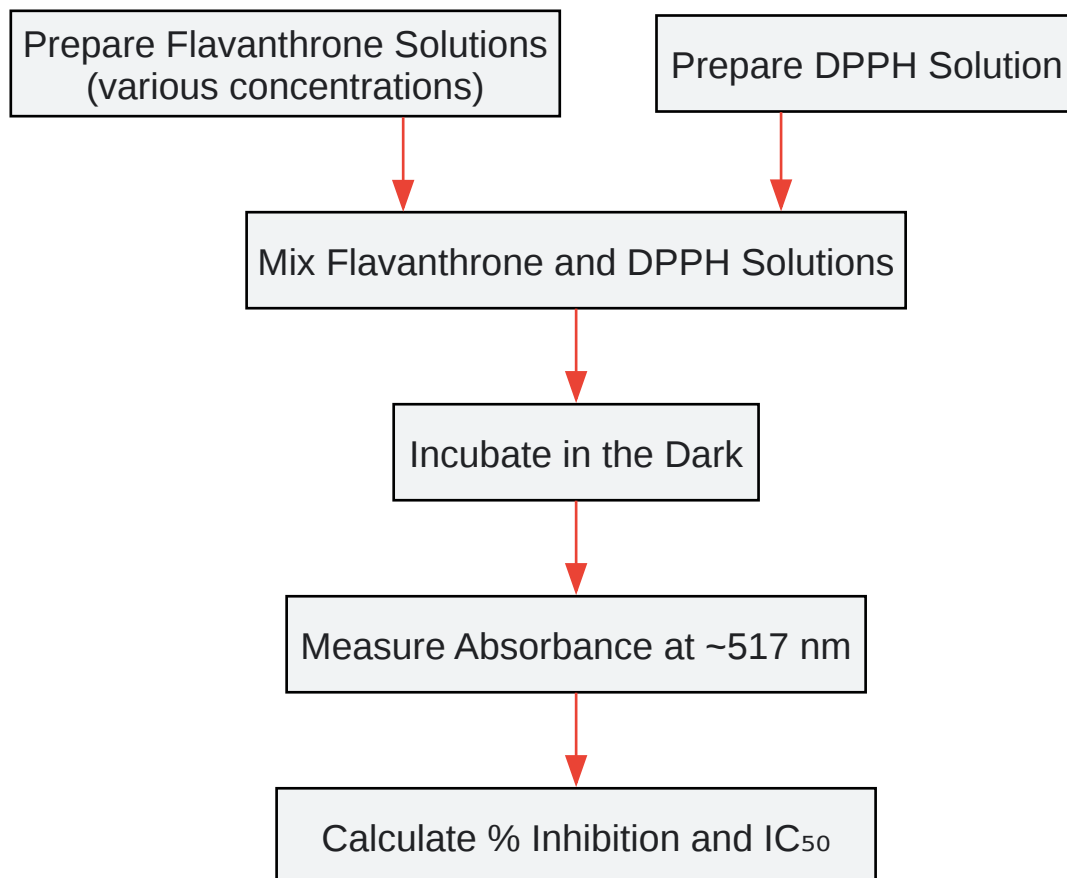 Prepare Flavanthrone Solutions
(various concentrations)
Prepare DPPH Solution
Mix Flavanthrone and DPPH Solutions
Incubate in the Dark
Measure Absorbance at ~517 nm
Calculate % Inhibition and IC₅₀